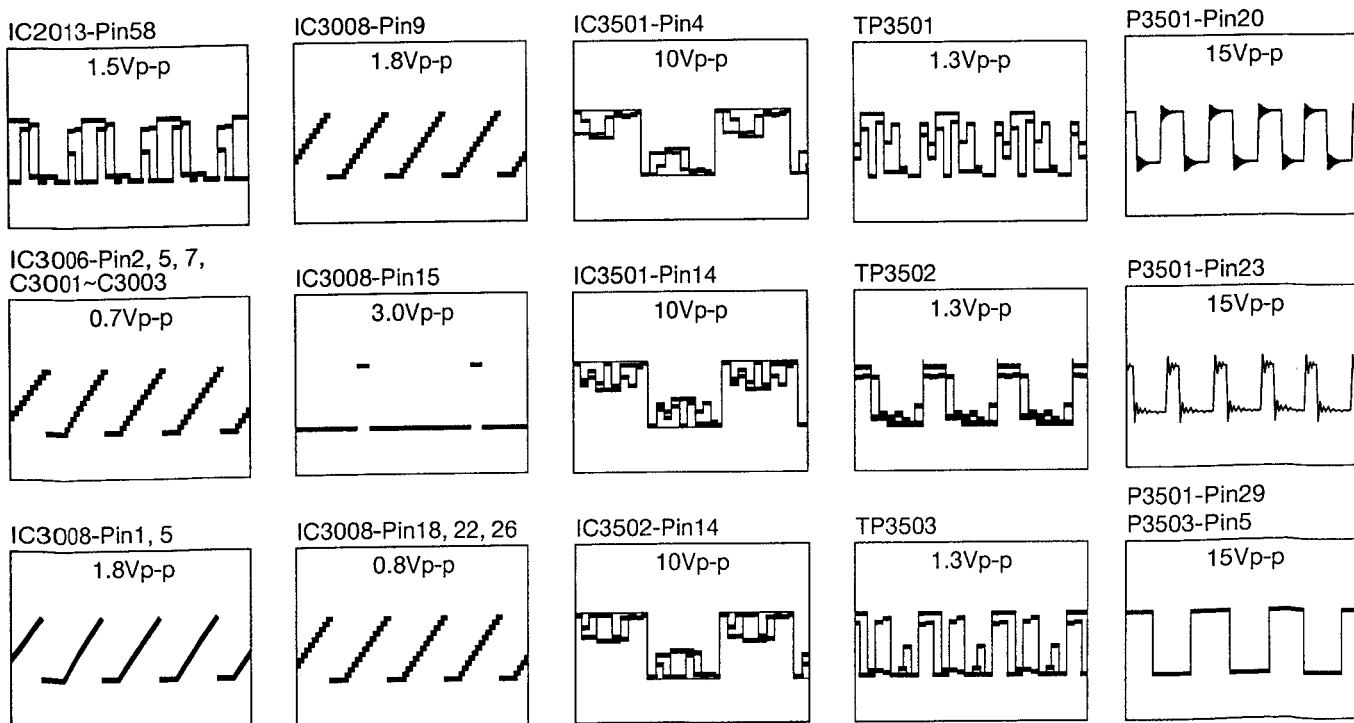 IC2013-Pin58
1.5Vp-p
IC3008-Pin9
1.8Vp-p
IC3501-Pin4
10Vp-p
TP3501
1.3Vp-p
P3501-Pin20
15Vp-p
IC3006-Pin2, 5, 7,
C3001~C3003
0.7Vp-p
IC3008-Pin15
3.0Vp-p
IC3501-Pin14
10Vp-p
TP3502
1.3Vp-p
P3501-Pin23
15Vp-p
IC3008-Pin1, 5
1.8Vp-p
IC3008-Pin18, 22, 26
0.8Vp-p
IC3502-Pin14
10Vp-p
TP3503
1.3Vp-p
P3501-Pin29
P3503-Pin5
15Vp-p